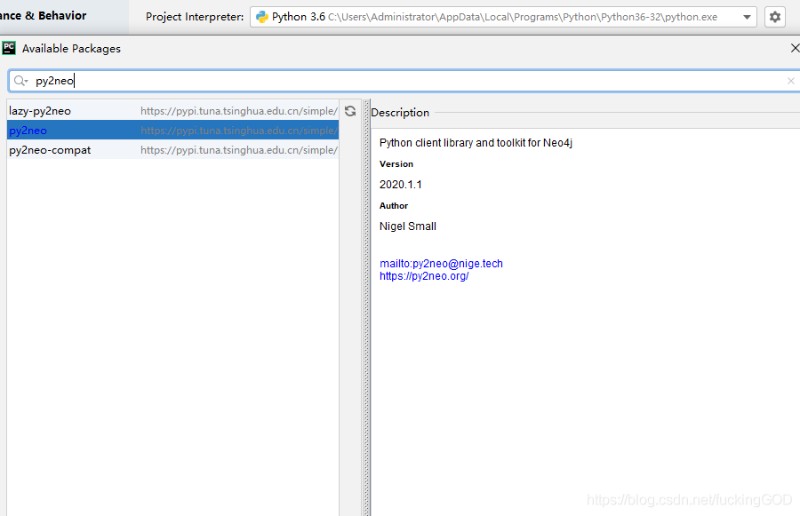 ance & Behavior
Project Interpreter: Python 3.6 C:\Users\Administrator\AppData\Local\Programs\Python\Python36-32\python.exe
PC Available Packages
py2neo
lazy-py2neo https://pypi.tuna.tsinghua.edu.cn/simple/
py2neo https://pypi.tuna.tsinghua.edu.cn/simple/
py2neo-compat https://pypi.tuna.tsinghua.edu.cn/simple/
Description
Python client library and toolkit for Neo4j
Version
2020.1.1
Author
Nigel Small
mailto:py2neo@nige.tech
https://py2neo.org/
https://blog.csdn.net/luckingGOD